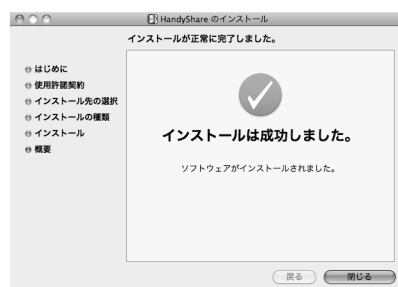 HandyShare のインストール
インストールが正常に完了しました。
はじめに
使用許諾契約
インストール先の選択
インストールの種類
インストール
概要
インストールは成功しました。
ソフトウェアがインストールされました。
戻る
閉じる